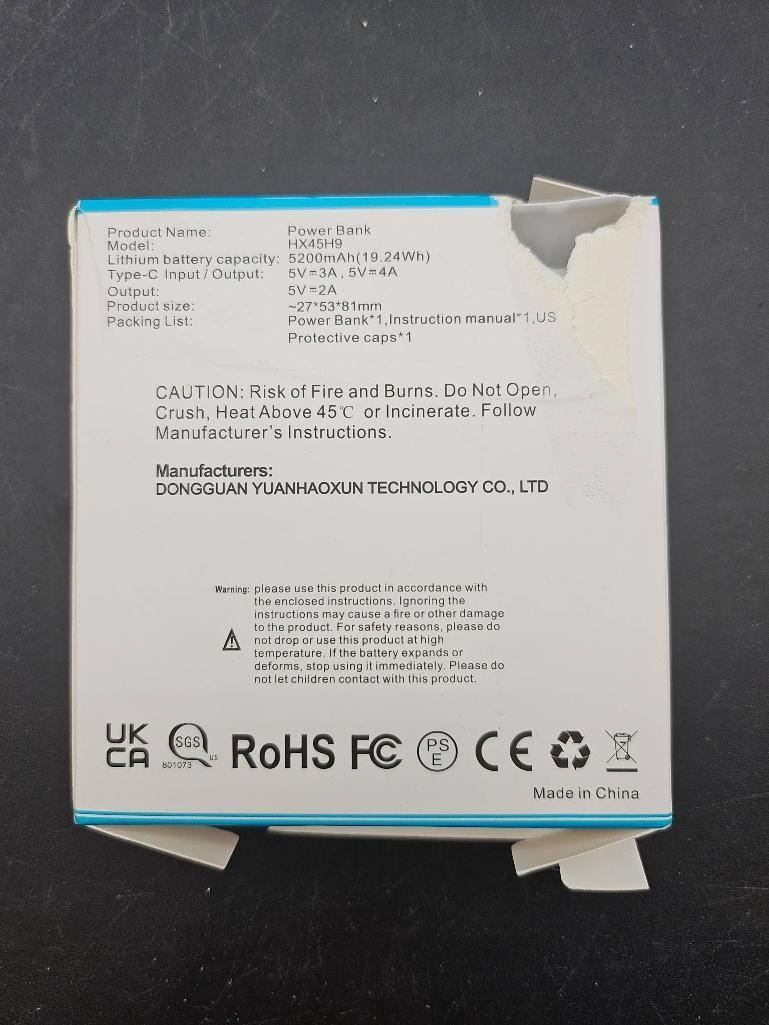 Product Name: Power Bank
Model: HX45H9
Lithium battery capacity: 5200mAh(19.24Wh)
Type-C Input / Output: 5V⎓3A , 5V⎓4A
Output: 5V⎓2A
Product size: ~27*53*81mm
Packing List: Power Bank*1,Instruction manual*1,US
Protective caps*1
CAUTION: Risk of Fire and Burns. Do Not Open,
Crush, Heat Above 45℃ or Incinerate. Follow
Manufacturer's Instructions.
Manufacturers:
DONGGUAN YUANHAOXUN TECHNOLOGY CO., LTD
Warning: please use this product in accordance with
the enclosed instructions. Ignoring the
instructions may cause a fire or other damage
to the product. For safety reasons, please do
not drop or use this product at high
temperature. If the battery expands or
deforms, stop using it immediately. Please do
not let children contact with this product.
UK
CA
SGS
US
801073
RoHS FC PS
E
CE
Made in China